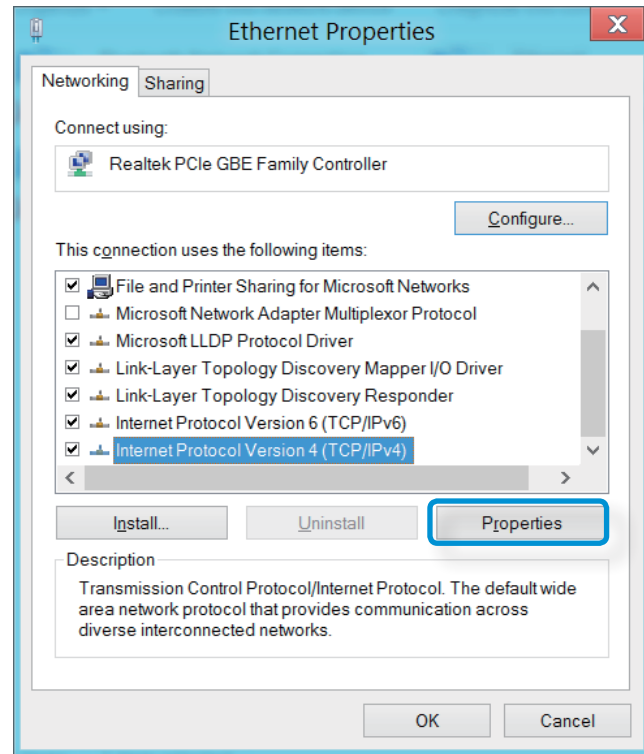 Ethernet Properties
X
Networking
Sharing
Connect using:
Realtek PCIe GBE Family Controller
Configure...
This connection uses the following items:
File and Printer Sharing for Microsoft Networks
Microsoft Network Adapter Multiplexor Protocol
Microsoft LLDP Protocol Driver
Link-Layer Topology Discovery Mapper I/O Driver
Link-Layer Topology Discovery Responder
Internet Protocol Version 6 (TCP/IPv6)
Internet Protocol Version 4 (TCP/IPv4)
Install...
Uninstall
Properties
Description
Transmission Control Protocol/Internet Protocol. The default wide
area network protocol that provides communication across
diverse interconnected networks.
OK
Cancel